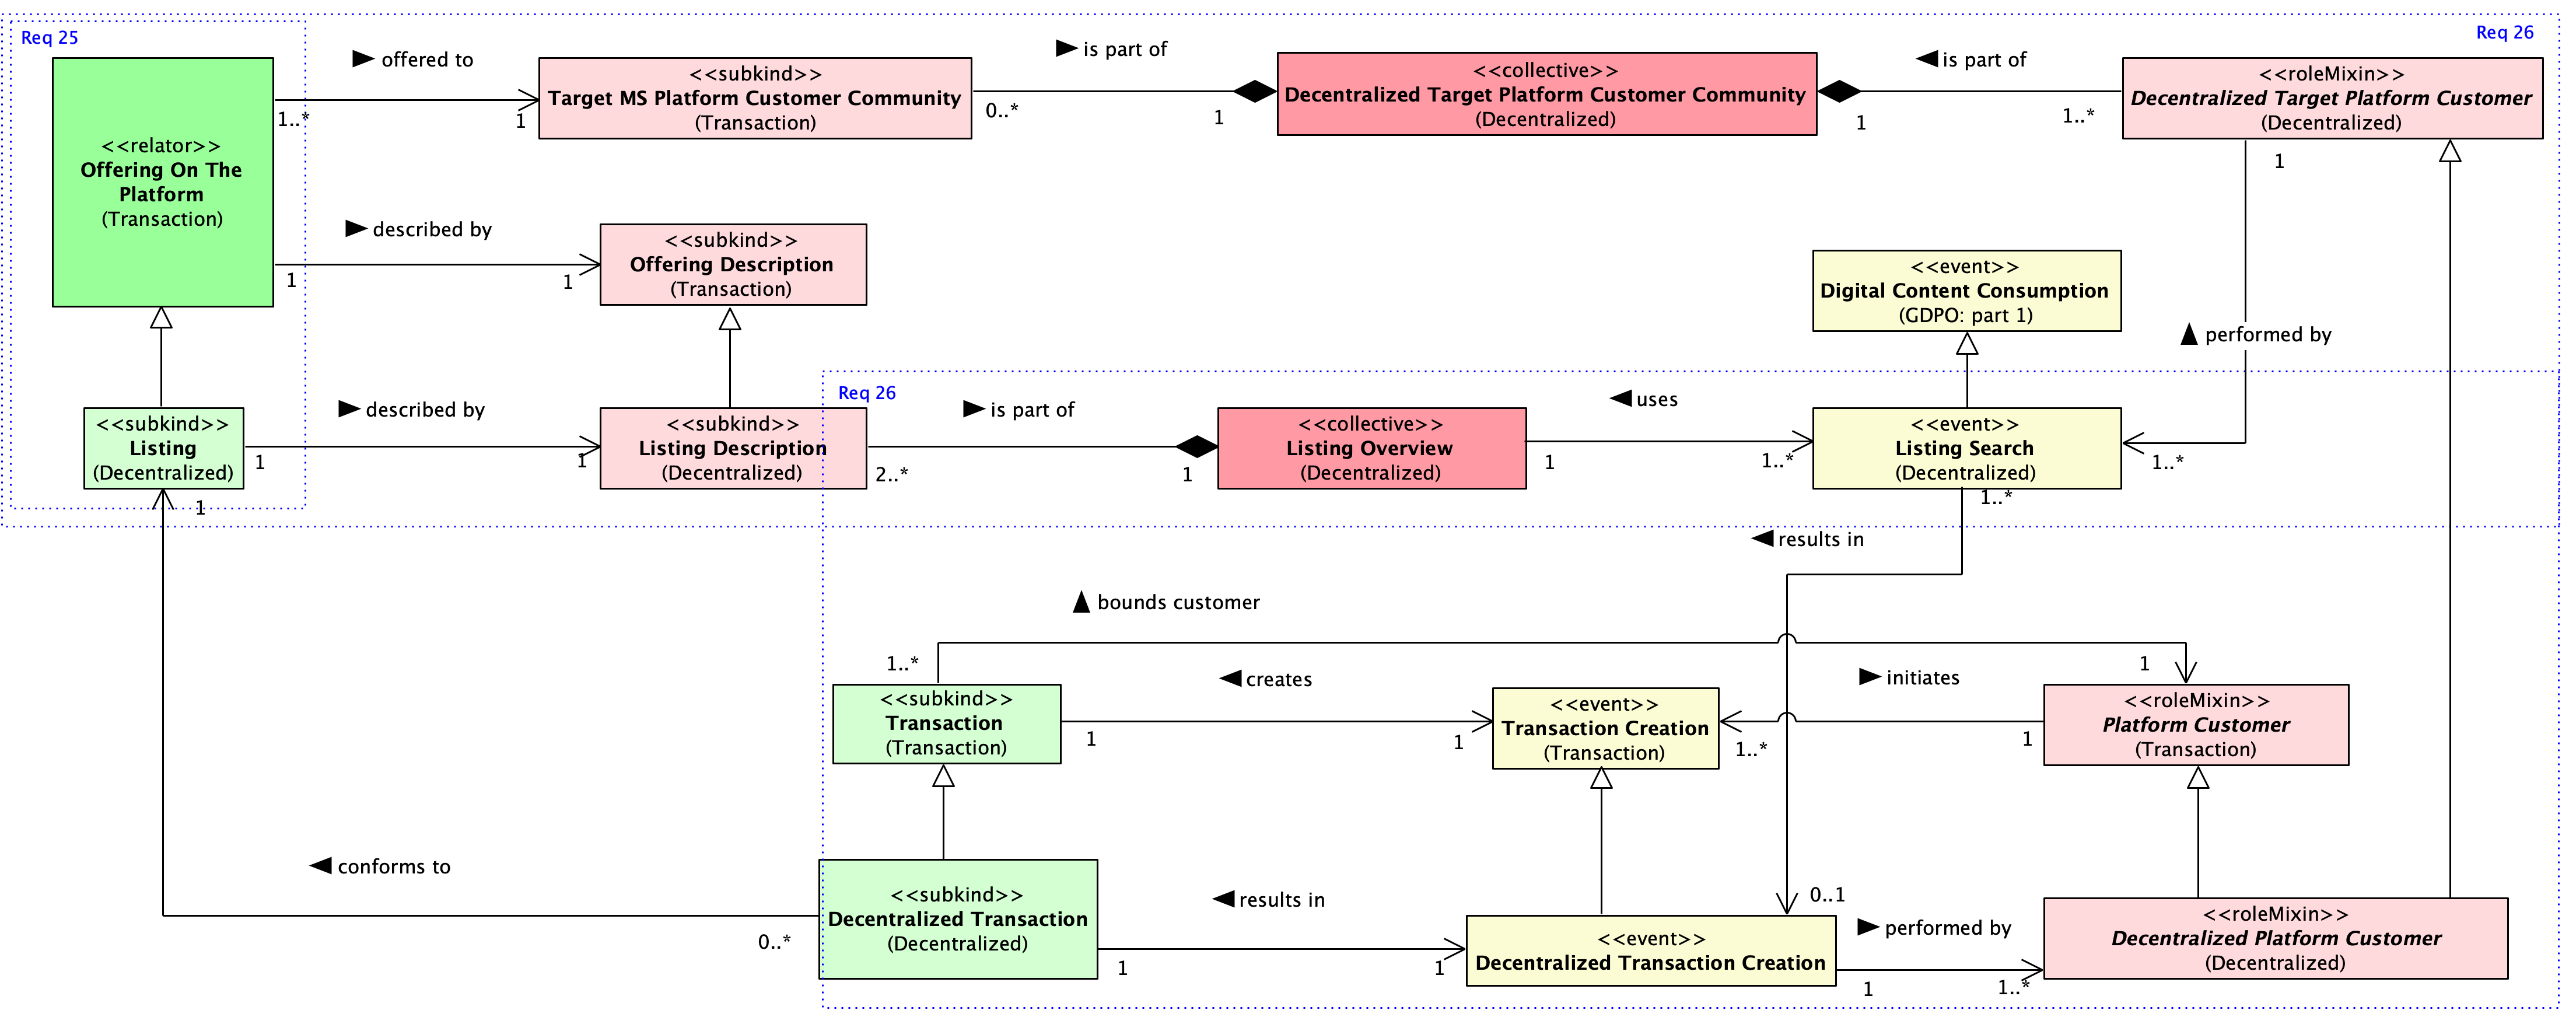 Req 25
Req 26
<<relator>>
Offering On The
Platform
(Transaction)
1..*
► offered to
1
<<subkind>>
Target MS Platform Customer Community
(Transaction)
0..*
► is part of
1
<<collective>>
Decentralized Target Platform Customer Community
(Decentralized)
1
◄ is part of
1..*
<<roleMixin>>
Decentralized Target Platform Customer
(Decentralized)
1
1
► described by
1
<<subkind>>
Offering Description
(Transaction)
<<event>>
Digital Content Consumption
(GDPO: part 1)
▲ performed by
<<subkind>>
Listing
(Decentralized)
1
► described by
1
Req 26
<<subkind>>
Listing Description
(Decentralized)
2..*
► is part of
1
<<collective>>
Listing Overview
(Decentralized)
1
◄ uses
1..*
<<event>>
Listing Search
(Decentralized)
1..*
1..*
1
◄ results in
▲ bounds customer
1..*
1
<<subkind>>
Transaction
(Transaction)
1
◄ creates
1
<<event>>
Transaction Creation
(Transaction)
1..*
► initiates
1
<<roleMixin>>
Platform Customer
(Transaction)
◄ conforms to
0..*
<<subkind>>
Decentralized Transaction
(Decentralized)
1
◄ results in
1
0..1
<<event>>
Decentralized Transaction Creation
1
► performed by
1..*
<<roleMixin>>
Decentralized Platform Customer
(Decentralized)